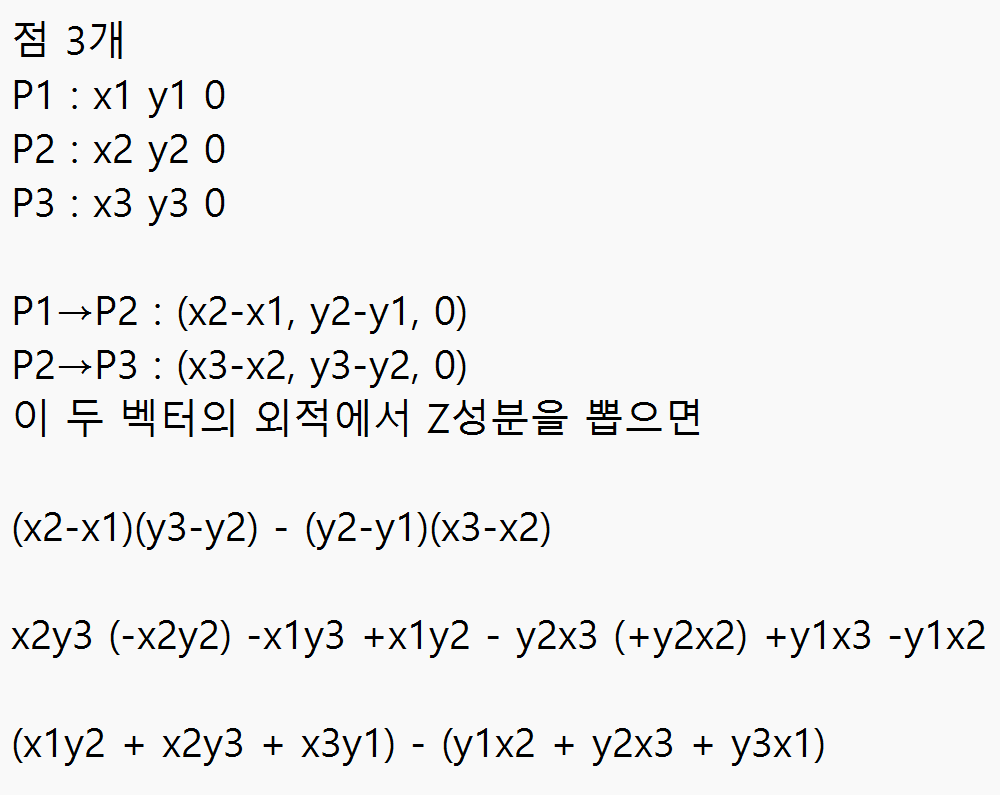 점 3개
P1 : x1 y1 0
P2 : x2 y2 0
P3 : x3 y3 0
P1→P2 : (x2-x1, y2-y1, 0)
P2→P3 : (x3-x2, y3-y2, 0)
이 두 벡터의 외적에서 Z성분을 뽑으면
(x2-x1)(y3-y2) - (y2-y1)(x3-x2)
x2y3 (-x2y2) -x1y3 +x1y2 - y2x3 (+y2x2) +y1x3 -y1x2
(x1y2 + x2y3 + x3y1) - (y1x2 + y2x3 + y3x1)